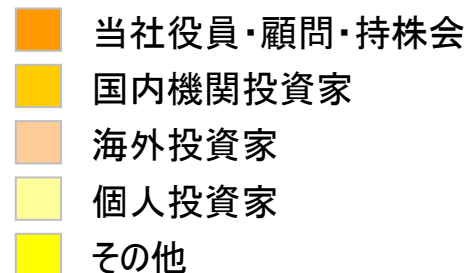 当社役員・顧問・持株会
国内機関投資家
海外投資家
個人投資家
その他